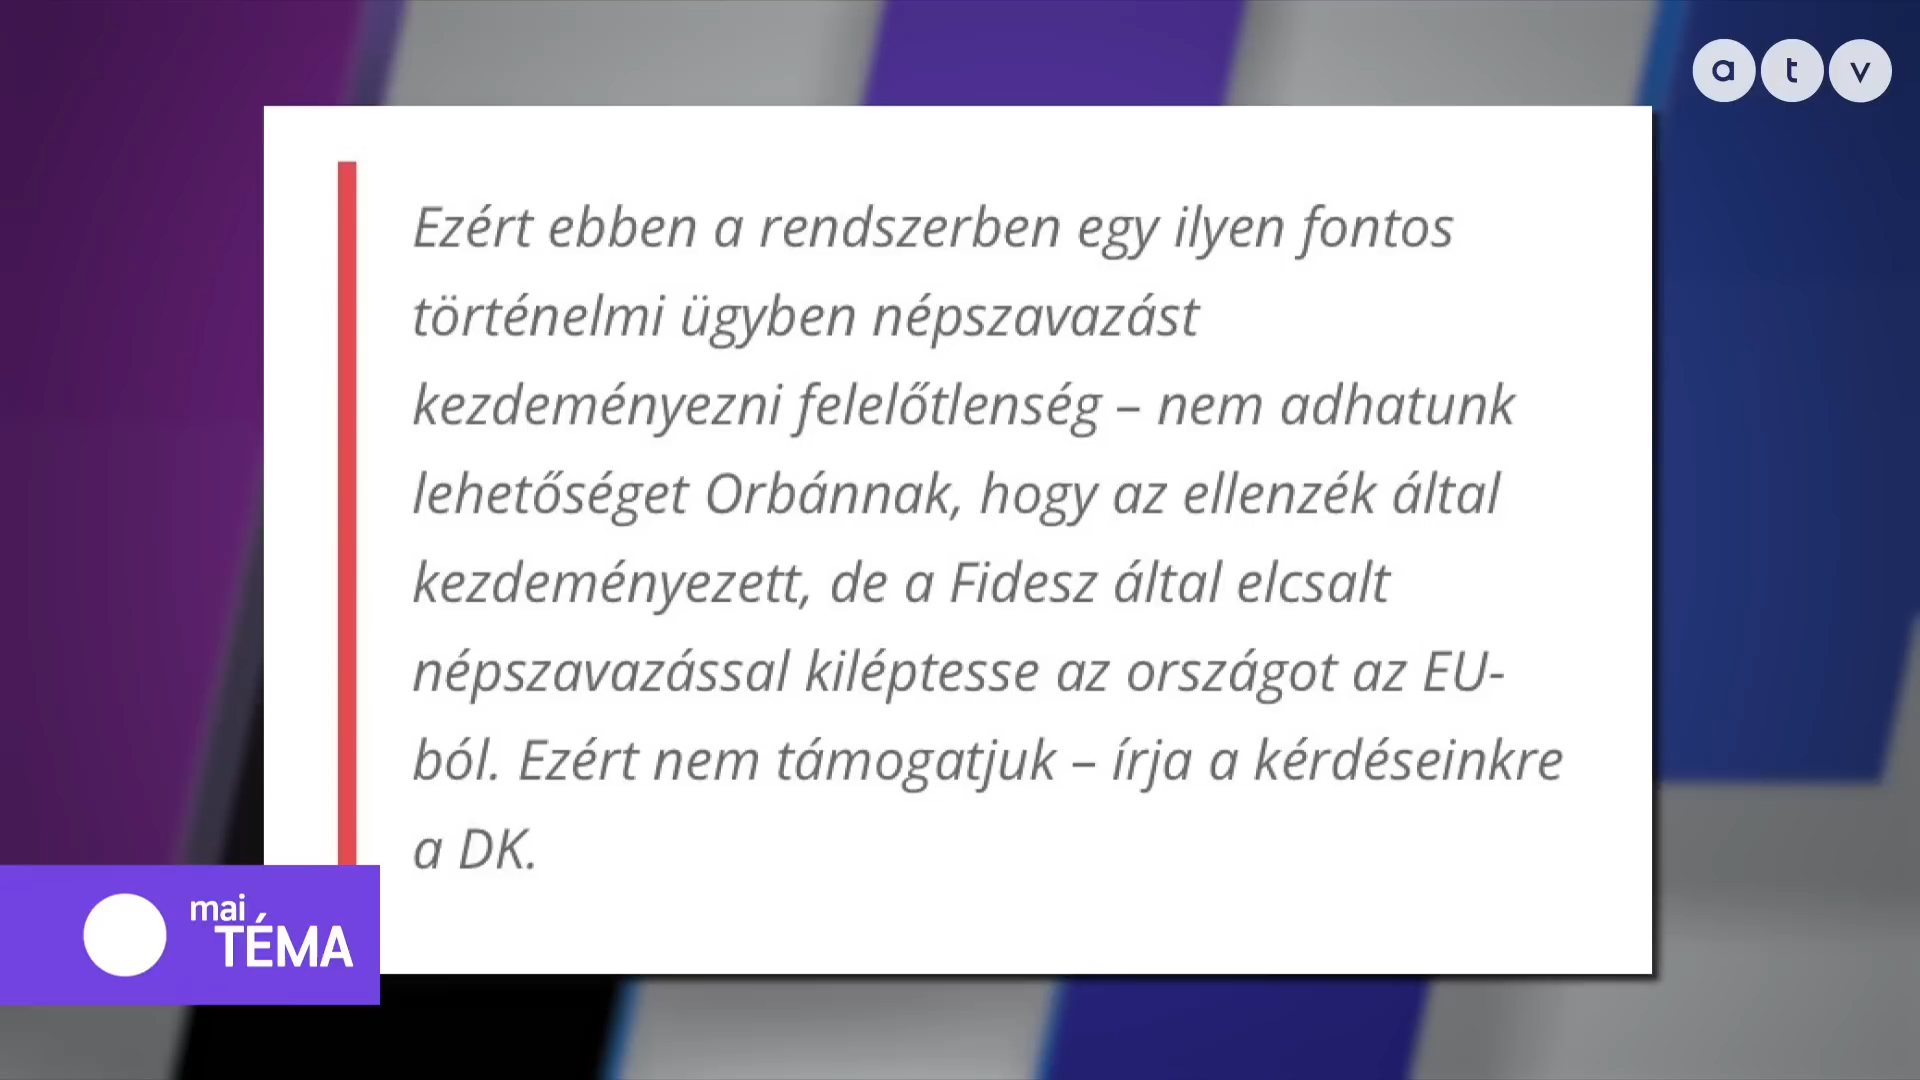 atv
Ezért ebben a rendszerben egy ilyen fontos
történelmi ügyben népszavazást
kezdeményezni felelőtlenség – nem adhatunk
lehetőséget Orbánnak, hogy az ellenzék által
kezdeményezett, de a Fidesz által elcsalt
népszavazással kiléptesse az országot az EU-
ból. Ezért nem támogatjuk – írja a kérdéseinkre
a DK.
mai
TÉMA